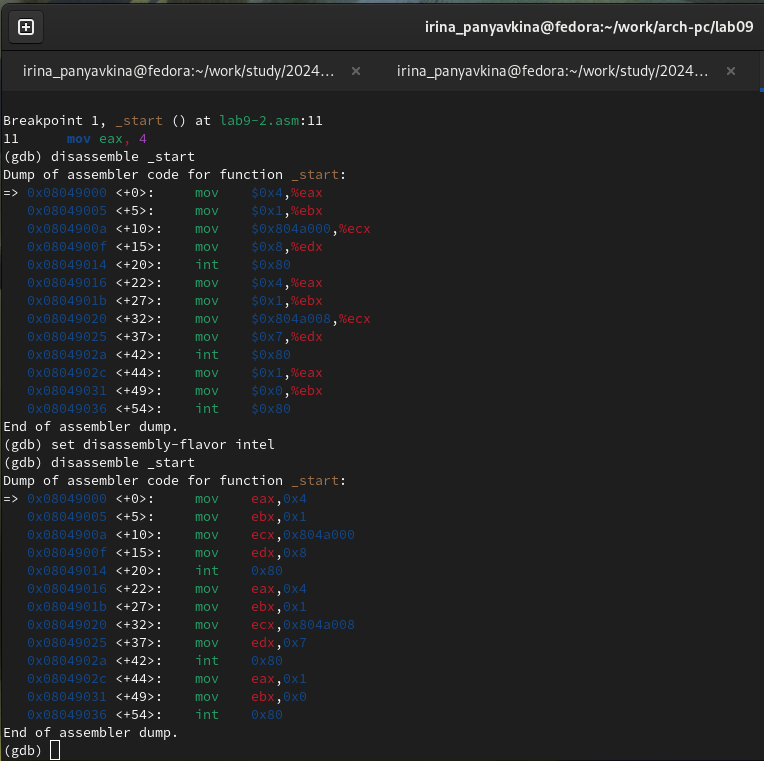 irina_panyavkina@fedora:~/work/arch-pc/lab09
irina_panyavkina@fedora:~/work/study/2024… × irina_panyavkina@fedora:~/work/study/2024… ×
Breakpoint 1, _start () at lab9-2.asm:11
11      mov eax, 4
(gdb) disassemble _start
Dump of assembler code for function _start:
=> 0x08049000 <+0>:     mov    $0x4,%eax
   0x08049005 <+5>:     mov    $0x1,%ebx
   0x0804900a <+10>:    mov    $0x804a000,%ecx
   0x0804900f <+15>:    mov    $0x8,%edx
   0x08049014 <+20>:    int    $0x80
   0x08049016 <+22>:    mov    $0x4,%eax
   0x0804901b <+27>:    mov    $0x1,%ebx
   0x08049020 <+32>:    mov    $0x804a008,%ecx
   0x08049025 <+37>:    mov    $0x7,%edx
   0x0804902a <+42>:    int    $0x80
   0x0804902c <+44>:    mov    $0x1,%eax
   0x08049031 <+49>:    mov    $0x0,%ebx
   0x08049036 <+54>:    int    $0x80
End of assembler dump.
(gdb) set disassembly-flavor intel
(gdb) disassemble _start
Dump of assembler code for function _start:
=> 0x08049000 <+0>:     mov    eax,0x4
   0x08049005 <+5>:     mov    ebx,0x1
   0x0804900a <+10>:    mov    ecx,0x804a000
   0x0804900f <+15>:    mov    edx,0x8
   0x08049014 <+20>:    int    0x80
   0x08049016 <+22>:    mov    eax,0x4
   0x0804901b <+27>:    mov    ebx,0x1
   0x08049020 <+32>:    mov    ecx,0x804a008
   0x08049025 <+37>:    mov    edx,0x7
   0x0804902a <+42>:    int    0x80
   0x0804902c <+44>:    mov    eax,0x1
   0x08049031 <+49>:    mov    ebx,0x0
   0x08049036 <+54>:    int    0x80
End of assembler dump.
(gdb)